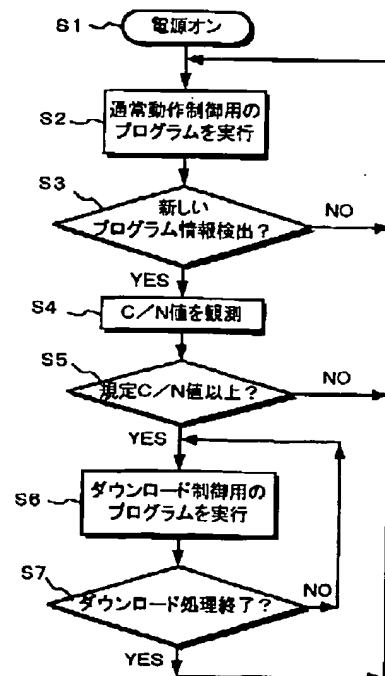 S1
電源オン
S2
通常動作制御用の
プログラムを実行
S3
新しい
プログラム情報検出？
NO
YES
S4
C／N値を観測
S5
規定C／N値以上？
NO
YES
S6
ダウンロード制御用の
プログラムを実行
S7
ダウンロード処理終了？
NO
YES